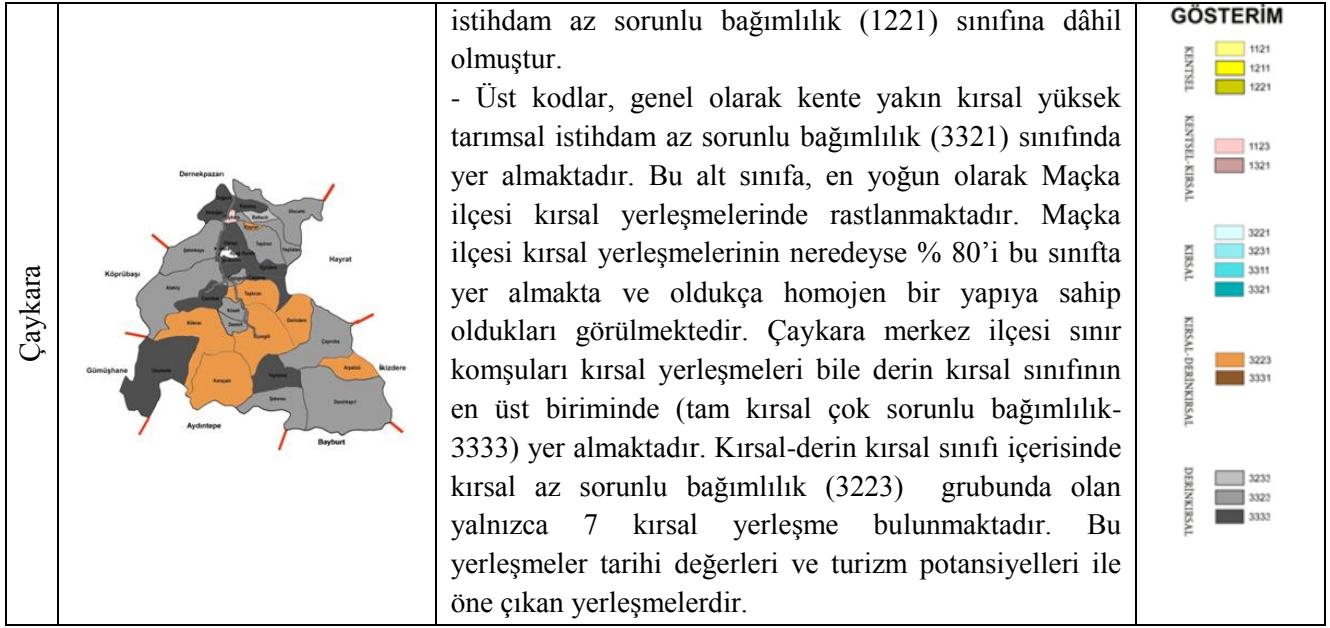 Çaykara
Dernekpazarı
Hayrat
Köprübaşı
Gümüşhane
İkizdere
Aydıntepe
Bayburt
istihdam az sorunlu bağımlılık (1221) sınıfına dâhil
olmuştur.
- Üst kodlar, genel olarak kente yakın kırsal yüksek
tarımsal istihdam az sorunlu bağımlılık (3321) sınıfında
yer almaktadır. Bu alt sınıfa, en yoğun olarak Maçka
ilçesi kırsal yerleşmelerinde rastlanmaktadır. Maçka
ilçesi kırsal yerleşmelerinin neredeyse % 80’i bu sınıfta
yer almakta ve oldukça homojen bir yapıya sahip
oldukları görülmektedir. Çaykara merkez ilçesi sınır
komşuları kırsal yerleşmeleri bile derin kırsal sınıfının
en üst biriminde (tam kırsal çok sorunlu bağımlılık-
3333) yer almaktadır. Kırsal-derin kırsal sınıfı içerisinde
kırsal az sorunlu bağımlılık (3223) grubunda olan
yalnızca 7 kırsal yerleşme bulunmaktadır. Bu
yerleşmeler tarihi değerleri ve turizm potansiyelleri ile
öne çıkan yerleşmelerdir.
GÖSTERİM
KENTSEL
1121
1211
1221
KENTSEL-KIRSAL
1123
1321
KIRSAL
3221
3231
3311
3321
KIRSAL-DERİNKIRSAL
3223
3331
DERİNKIRSAL
3233
3323
3333